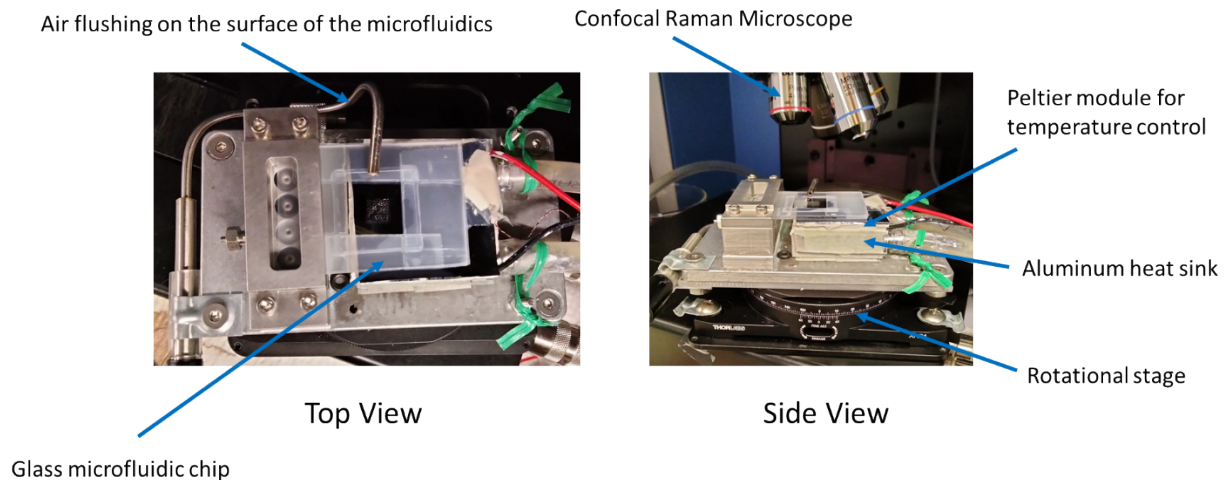 Air flushing on the surface of the microfluidics
Confocal Raman Microscope
Peltier module for
temperature control
Aluminum heat sink
THORLABS
Rotational stage
Top View
Side View
Glass microfluidic chip